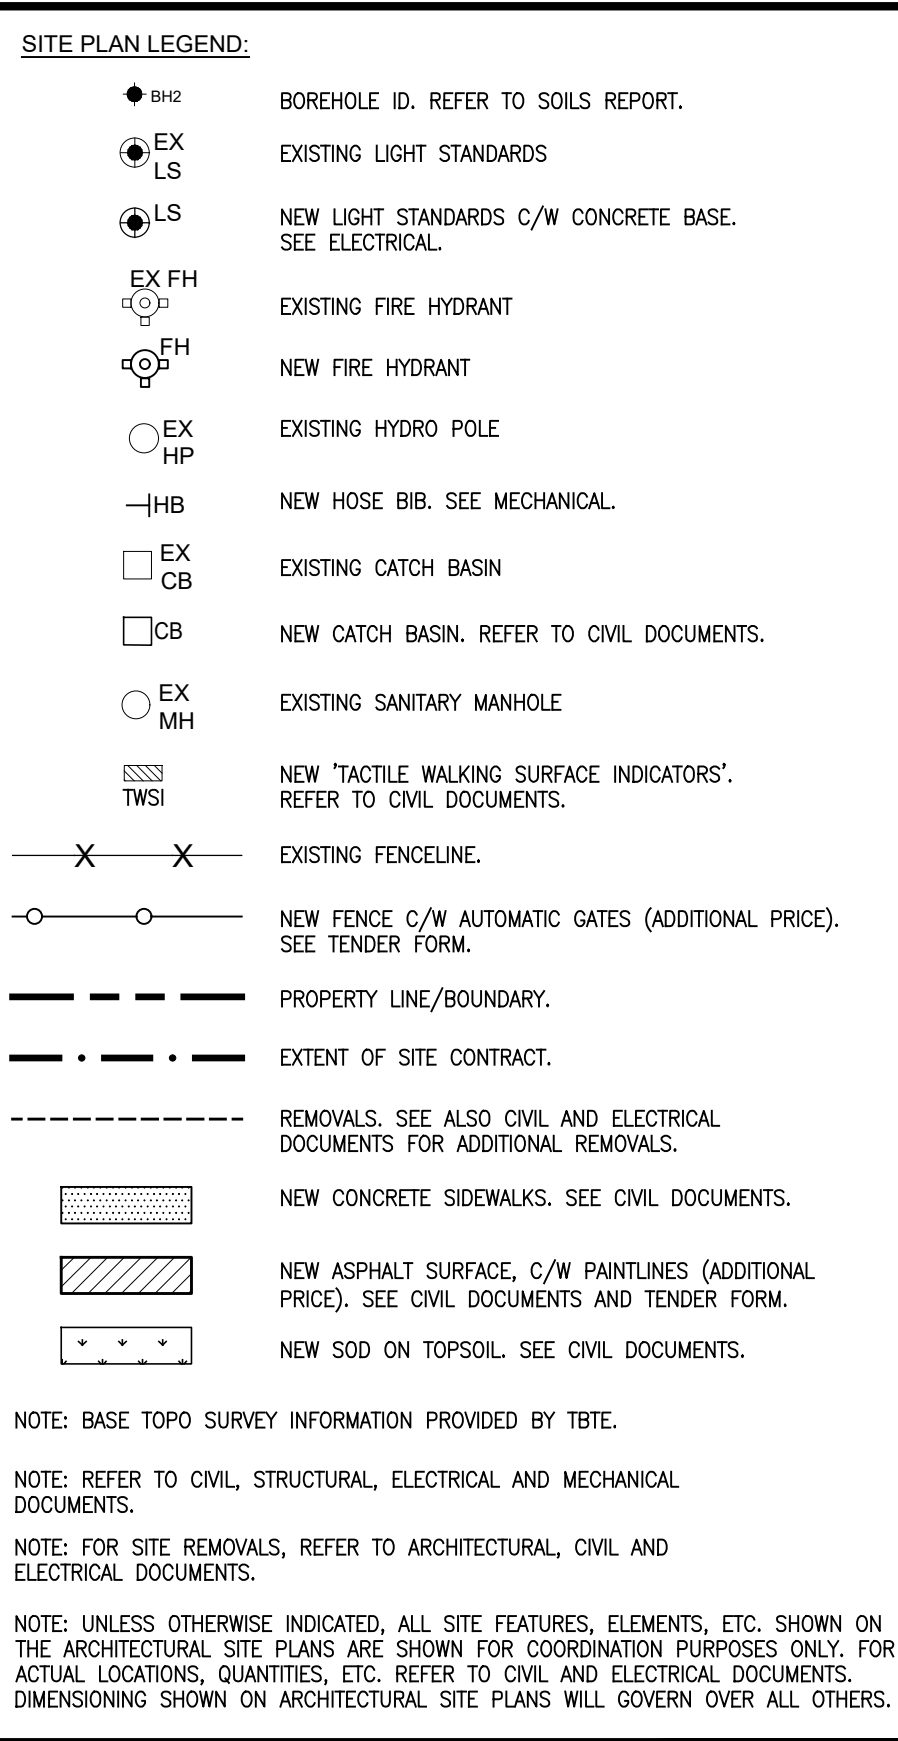 SITE PLAN LEGEND:
BH2
BOREHOLE ID. REFER TO SOILS REPORT.
EX
LS
EXISTING LIGHT STANDARDS
LS
NEW LIGHT STANDARDS C/W CONCRETE BASE.
SEE ELECTRICAL.
EX FH
EXISTING FIRE HYDRANT
FH
NEW FIRE HYDRANT
EX
HP
EXISTING HYDRO POLE
HB
NEW HOSE BIB. SEE MECHANICAL.
EX
CB
EXISTING CATCH BASIN
CB
NEW CATCH BASIN. REFER TO CIVIL DOCUMENTS.
EX
MH
EXISTING SANITARY MANHOLE
TWSI
NEW 'TACTILE WALKING SURFACE INDICATORS'.
REFER TO CIVIL DOCUMENTS.
X X
EXISTING FENCELINE.
NEW FENCE C/W AUTOMATIC GATES (ADDITIONAL PRICE).
SEE TENDER FORM.
PROPERTY LINE/BOUNDARY.
EXTENT OF SITE CONTRACT.
REMOVALS. SEE ALSO CIVIL AND ELECTRICAL
DOCUMENTS FOR ADDITIONAL REMOVALS.
NEW CONCRETE SIDEWALKS. SEE CIVIL DOCUMENTS.
NEW ASPHALT SURFACE, C/W PAINTLINES (ADDITIONAL
PRICE). SEE CIVIL DOCUMENTS AND TENDER FORM.
NEW SOD ON TOPSOIL. SEE CIVIL DOCUMENTS.
NOTE: BASE TOPO SURVEY INFORMATION PROVIDED BY TBTE.
NOTE: REFER TO CIVIL, STRUCTURAL, ELECTRICAL AND MECHANICAL
DOCUMENTS.
NOTE: FOR SITE REMOVALS, REFER TO ARCHITECTURAL, CIVIL AND
ELECTRICAL DOCUMENTS.
NOTE: UNLESS OTHERWISE INDICATED, ALL SITE FEATURES, ELEMENTS, ETC. SHOWN ON
THE ARCHITECTURAL SITE PLANS ARE SHOWN FOR COORDINATION PURPOSES ONLY. FOR
ACTUAL LOCATIONS, QUANTITIES, ETC. REFER TO CIVIL AND ELECTRICAL DOCUMENTS.
DIMENSIONING SHOWN ON ARCHITECTURAL SITE PLANS WILL GOVERN OVER ALL OTHERS.